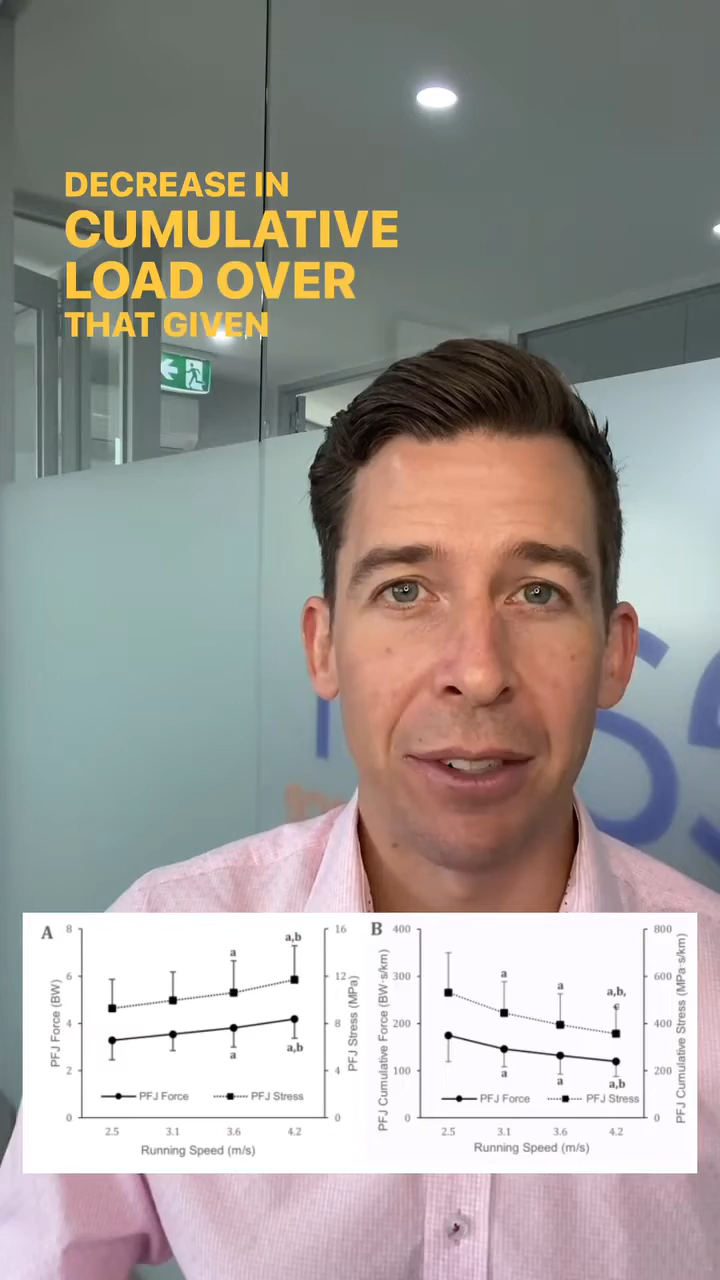 DECREASE IN
CUMULATIVE
LOAD OVER
THAT GIVEN
A
8
6
4
2
0
PFJ Force (BW)
16
12
8
4
0
PFJ Stress (MPa)
a
a,b
a
a,b
PFJ Force
PFJ Stress
2.5 3.1 3.6 4.2
Running Speed (m/s)
B
400
300
200
100
0
PFJ Cumulative Force (BW·s/km)
800
600
400
200
0
PFJ Cumulative Stress (MPa·s/km)
a
a
a,b,
c
a
a
a,b
PFJ Force
PFJ Stress
2.5 3.1 3.6 4.2
Running Speed (m/s)